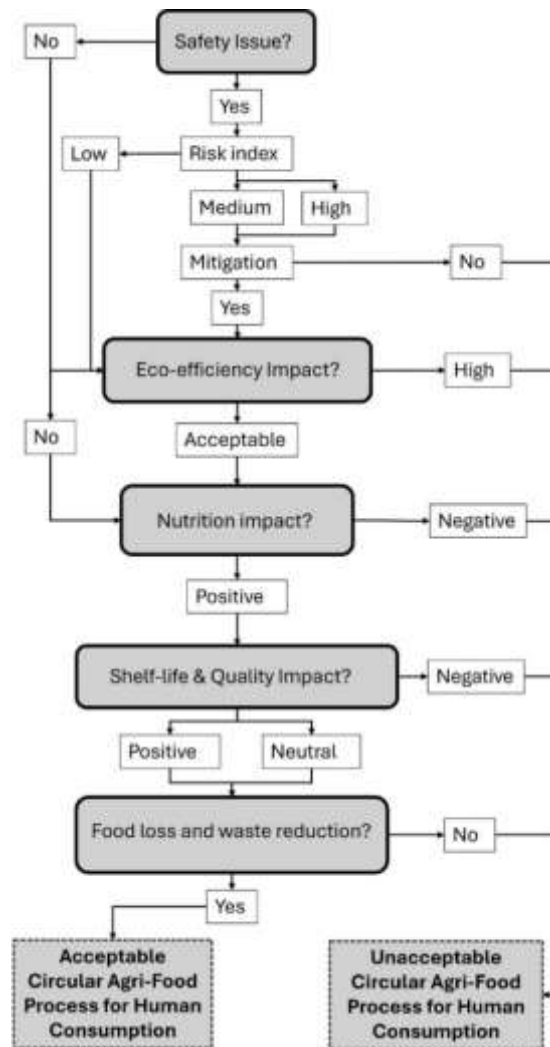 No
Safety Issue?
Yes
Low
Risk index
Medium
High
Mitigation
No
Yes
Eco-efficiency Impact?
High
No
Acceptable
Nutrition impact?
Negative
Positive
Shelf-life & Quality Impact?
Negative
Positive
Neutral
Food loss and waste reduction?
No
Yes
Acceptable
Circular Agri-Food
Process for Human
Consumption
Unacceptable
Circular Agri-Food
Process for Human
Consumption